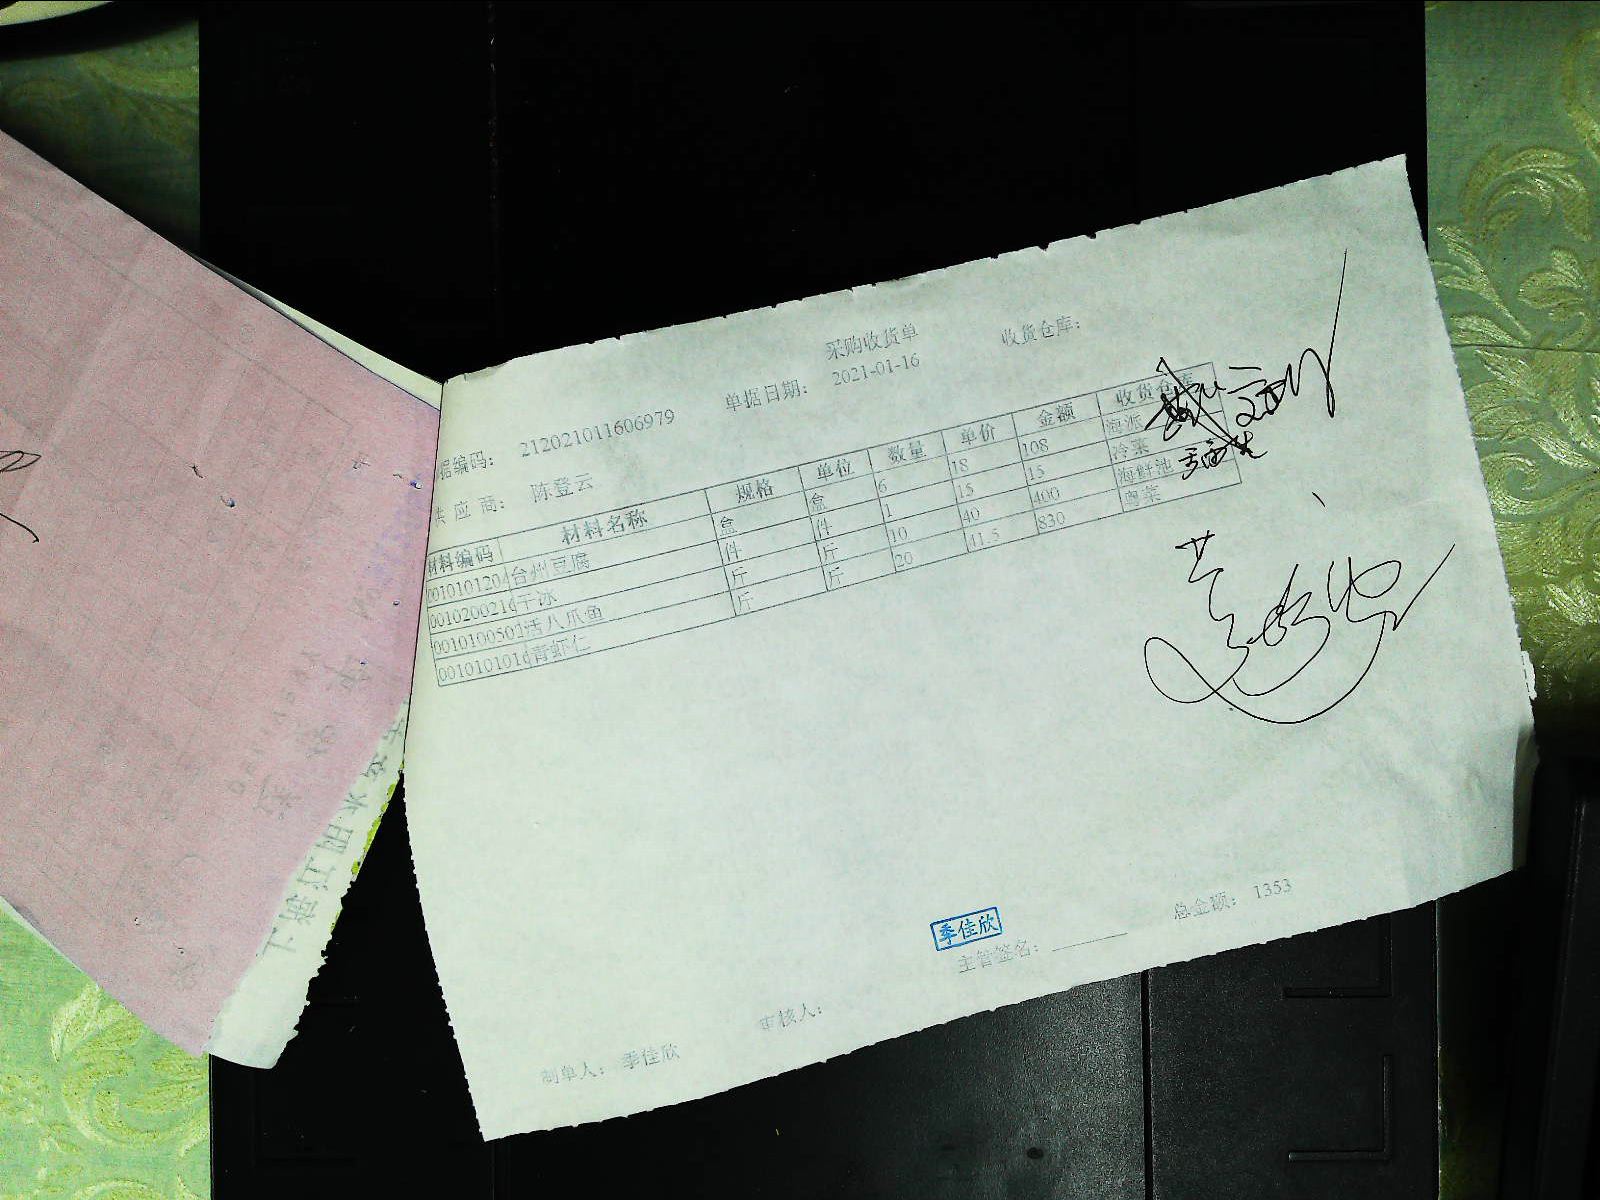 采购收货单
收货仓库:
据编码: 212021011606979
单据日期: 2021-01-16
供应商: 陈登云
材料编码 材料名称 规格 单位 数量 单价 金额 收货仓库
001010120 台州豆腐 盒 盒 6 18 108 海派
001020021 干冰 件 件 1 15 15 冷菜
001010050 活八爪鱼 斤 斤 10 40 400 海鲜池
001010101 青虾仁 斤 斤 20 41.5 830 粤菜
季佳欣
主管签名:
总金额: 1353
审核人:
制单人: 季佳欣